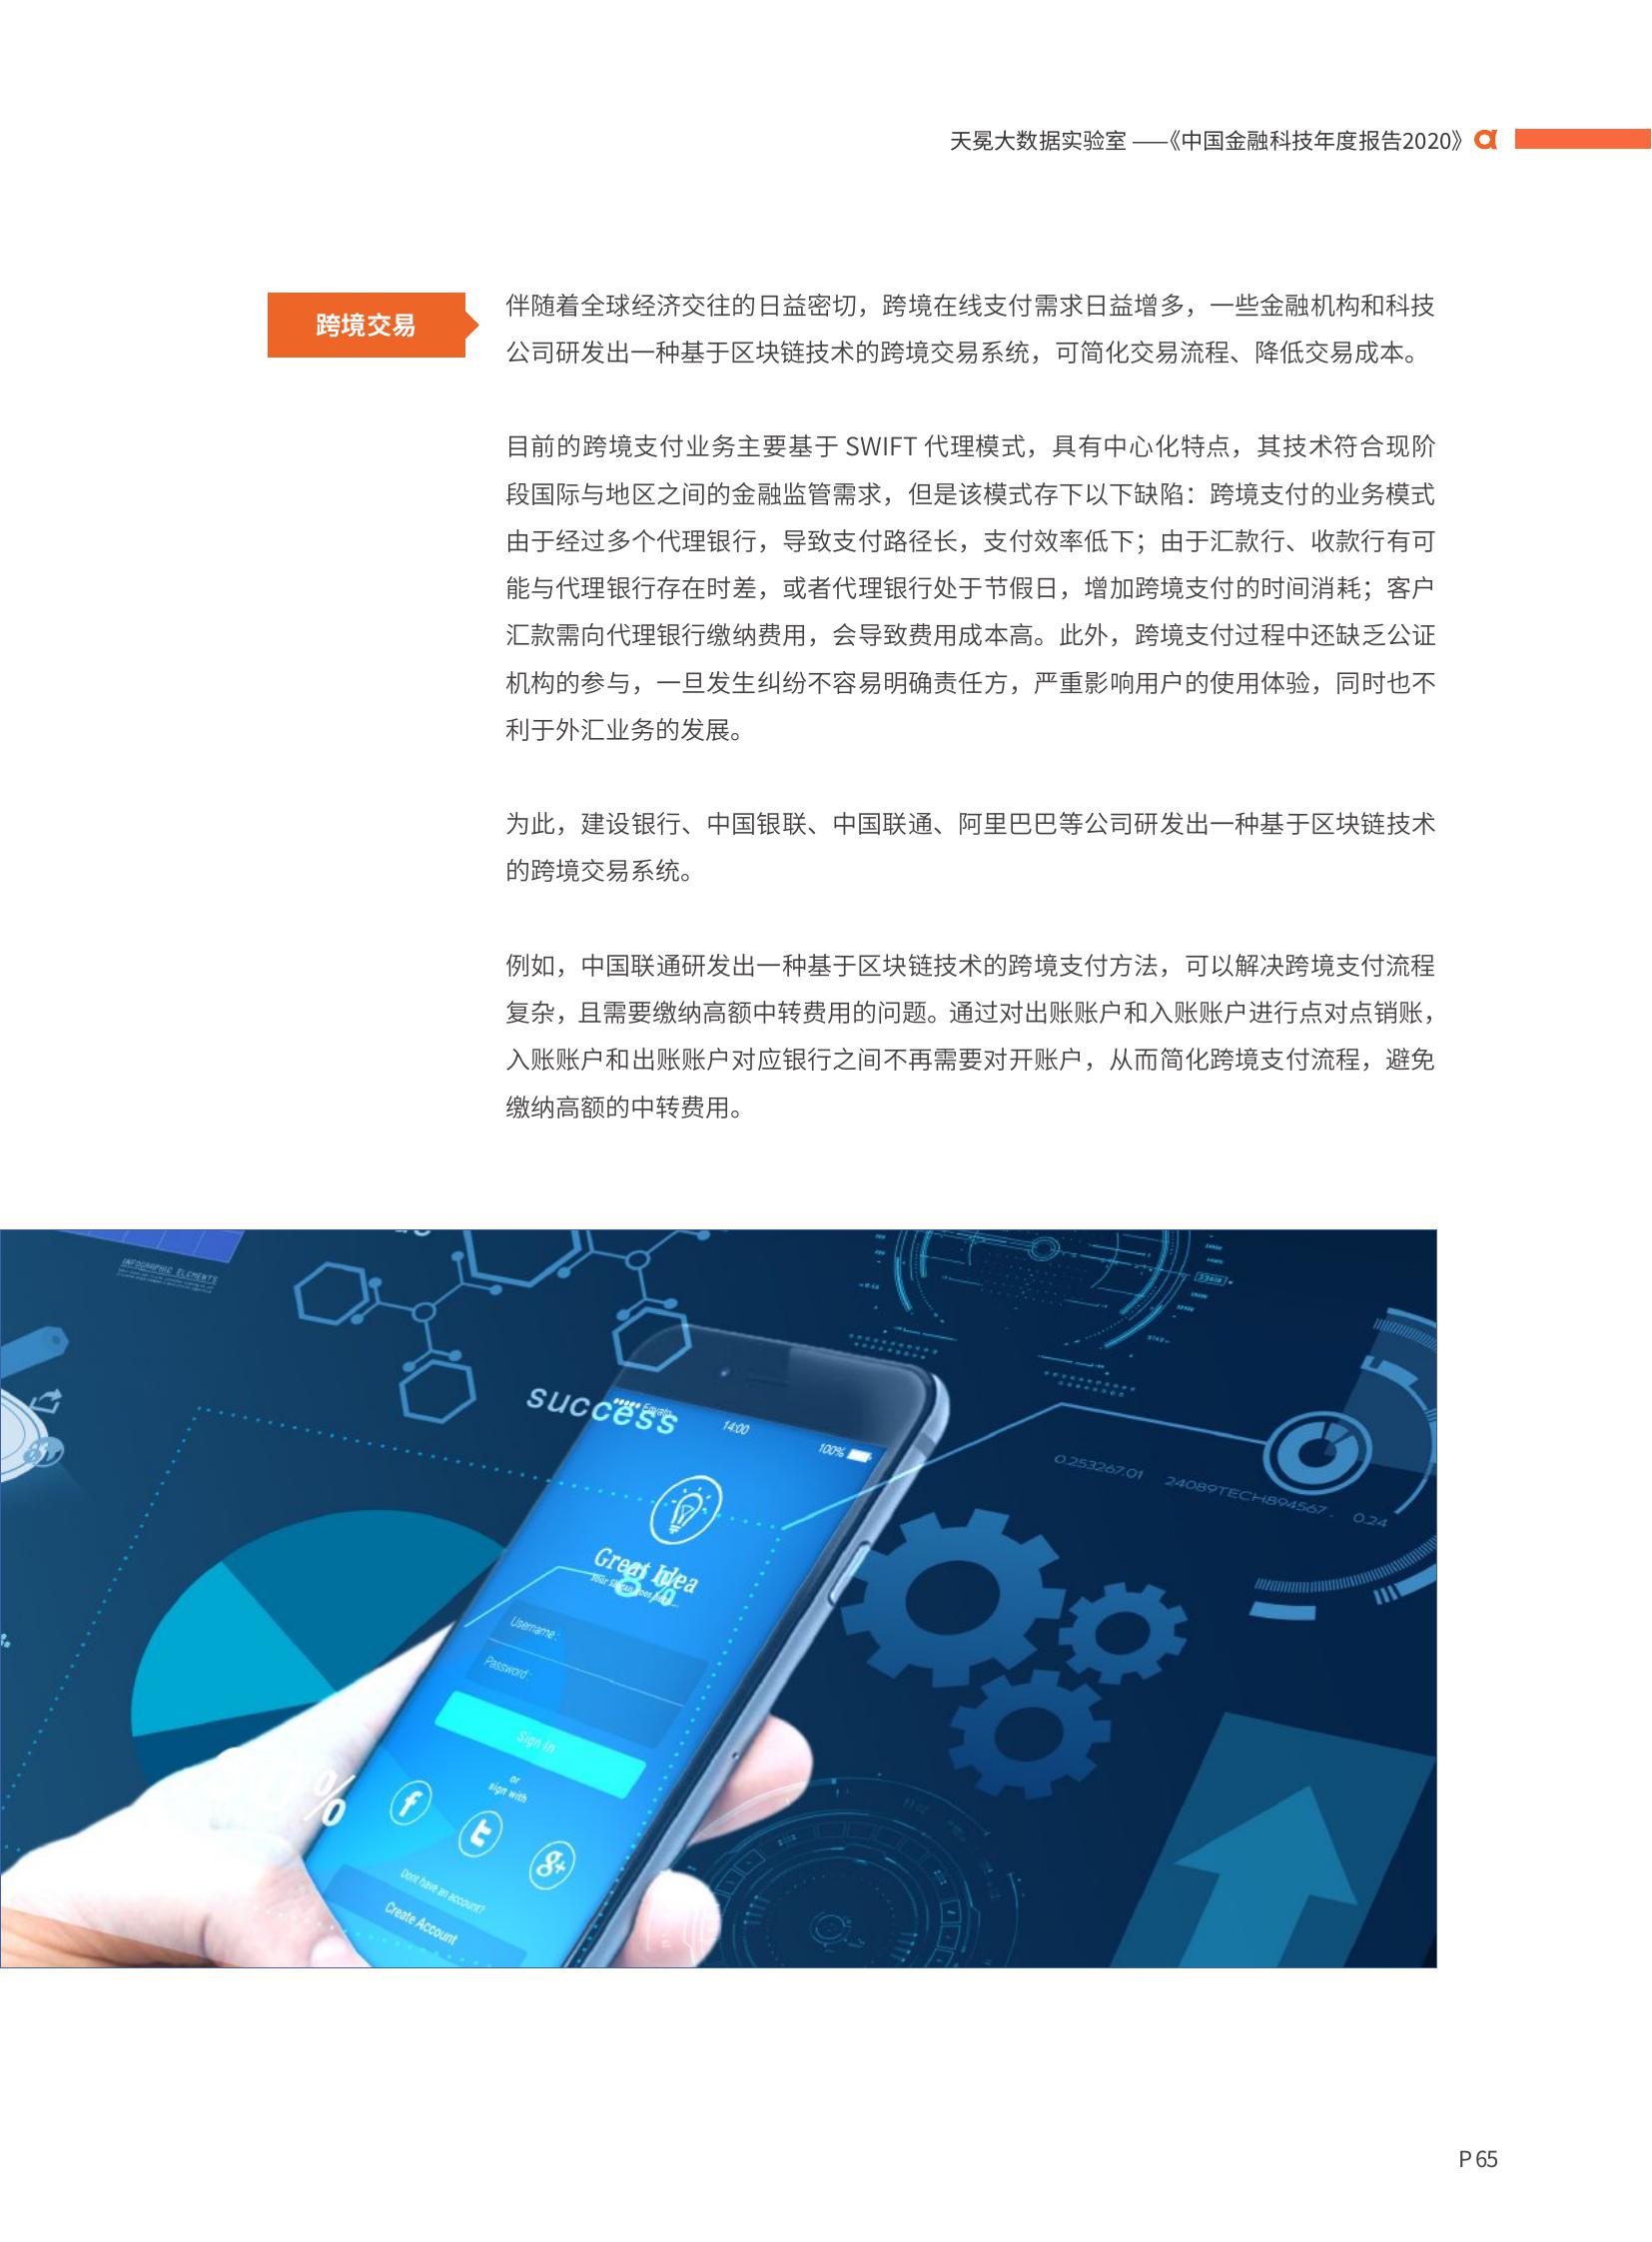 天冕大数据实验室 ——《中国金融科技年度报告2020》
跨境交易
伴随着全球经济交往的日益密切，跨境在线支付需求日益增多，一些金融机构和科技
公司研发出一种基于区块链技术的跨境交易系统，可简化交易流程、降低交易成本。
目前的跨境支付业务主要基于 SWIFT 代理模式，具有中心化特点，其技术符合现阶
段国际与地区之间的金融监管需求，但是该模式存下以下缺陷：跨境支付的业务模式
由于经过多个代理银行，导致支付路径长，支付效率低下；由于汇款行、收款行有可
能与代理银行存在时差，或者代理银行处于节假日，增加跨境支付的时间消耗；客户
汇款需向代理银行缴纳费用，会导致费用成本高。此外，跨境支付过程中还缺乏公证
机构的参与，一旦发生纠纷不容易明确责任方，严重影响用户的使用体验，同时也不
利于外汇业务的发展。
为此，建设银行、中国银联、中国联通、阿里巴巴等公司研发出一种基于区块链技术
的跨境交易系统。
例如，中国联通研发出一种基于区块链技术的跨境支付方法，可以解决跨境支付流程
复杂，且需要缴纳高额中转费用的问题。通过对出账账户和入账账户进行点对点销账，
入账账户和出账账户对应银行之间不再需要对开账户，从而简化跨境支付流程，避免
缴纳高额的中转费用。
INFOGRAPHIC ELEMENTS
success
14:00
100%
0.253267.01 24089TECH894567. 0.24
Great Idea
8%
Username:
Password:
Sign In
or
sign with
%
Dont have an account?
Create Account
P 65